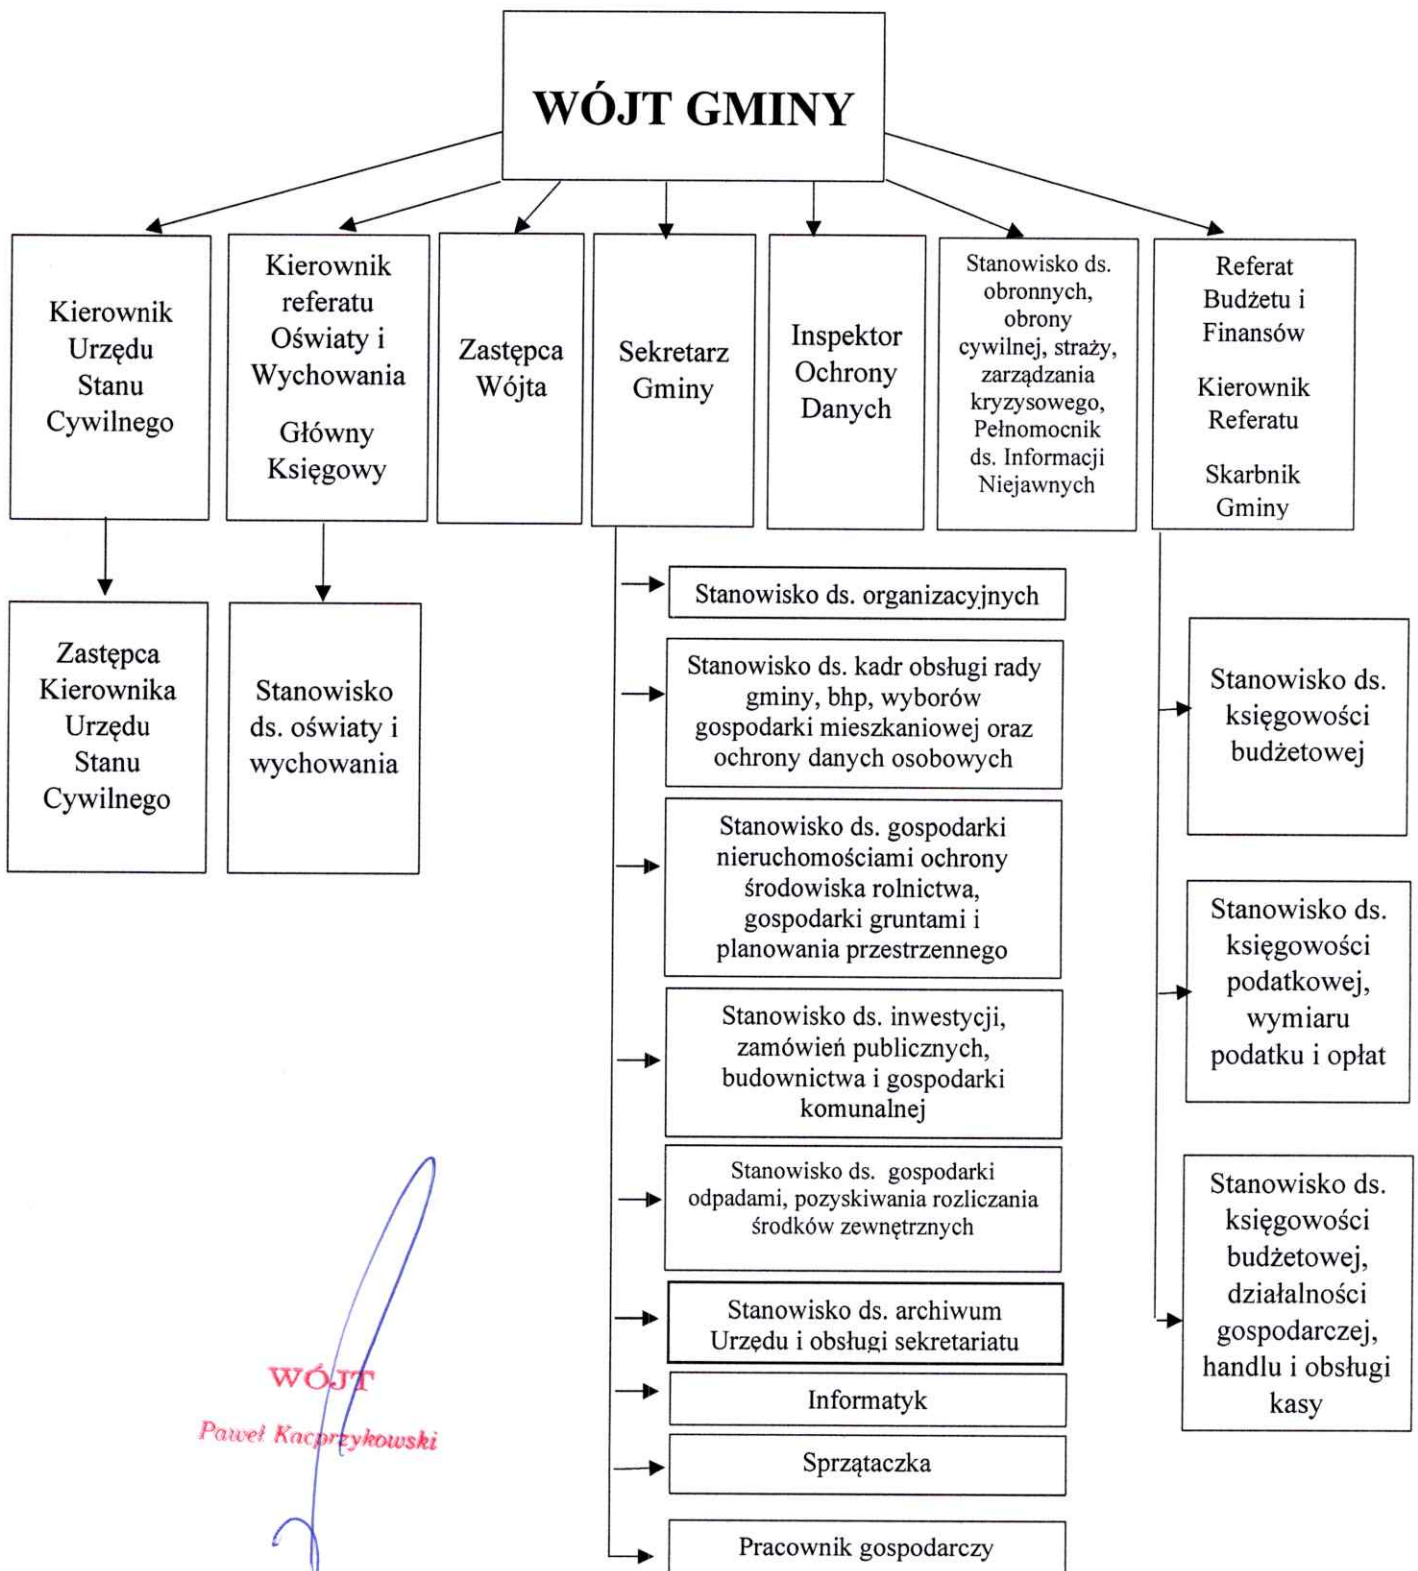 WÓJT GMINY
Kierownik
Urzędu
Stanu
Cywilnego
Kierownik
referatu
Oświaty i
Wychowania
Główny
Księgowy
Zastępca
Wójta
Sekretarz
Gminy
Inspektor
Ochrony
Danych
Stanowisko ds.
obronnych,
obrony
cywilnej, straży,
zarządzania
kryzysowego,
Pełnomocnik
ds. Informacji
Niejawnych
Referat
Budżetu i
Finansów
Kierownik
Referatu
Skarbnik
Gminy
Zastępca
Kierownika
Urzędu
Stanu
Cywilnego
Stanowisko
ds. oświaty i
wychowania
Stanowisko ds. organizacyjnych
Stanowisko ds. kadr obsługi rady
gminy, bhp, wyborów
gospodarki mieszkaniowej oraz
ochrony danych osobowych
Stanowisko ds. gospodarki
nieruchomościami ochrony
środowiska rolnictwa,
gospodarki gruntami i
planowania przestrzennego
Stanowisko ds. inwestycji,
zamówień publicznych,
budownictwa i gospodarki
komunalnej
Stanowisko ds. gospodarki
odpadami, pozyskiwania rozliczania
środków zewnętrznych
Stanowisko ds. archiwum
Urzędu i obsługi sekretariatu
Informatyk
Sprzątaczka
Pracownik gospodarczy
Stanowisko ds.
księgowości
budżetowej
Stanowisko ds.
księgowości
podatkowej,
wymiaru
podatku i opłat
Stanowisko ds.
księgowości
budżetowej,
działalności
gospodarczej,
handlu i obsługi
kasy
WÓJT
Paweł Kacprzykowski